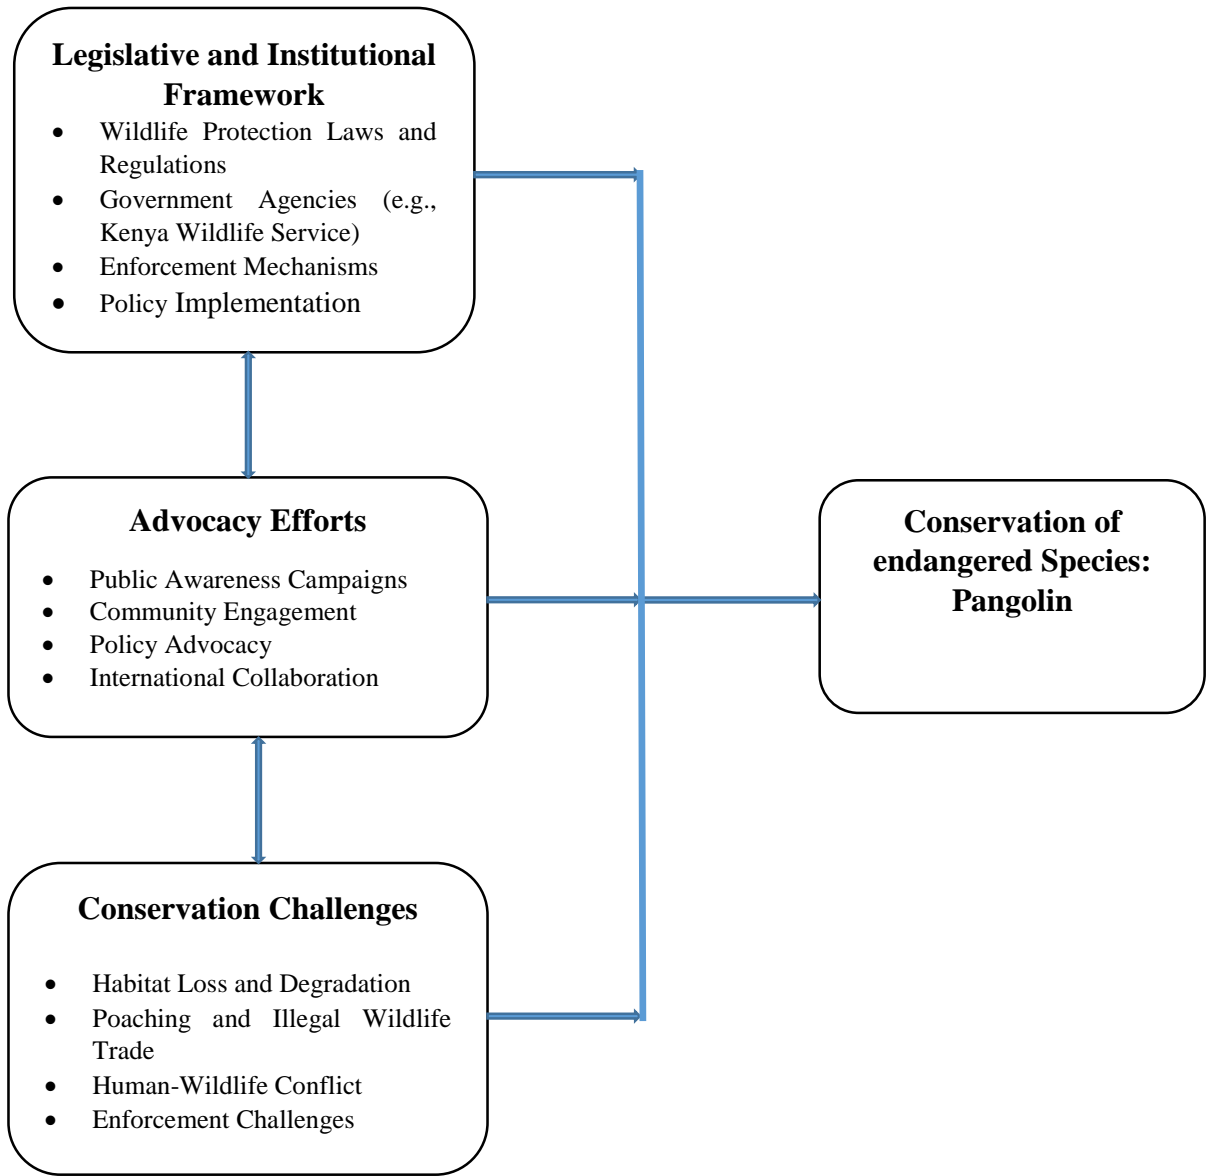 Legislative and Institutional
Framework
• Wildlife Protection Laws and
Regulations
• Government Agencies (e.g.,
Kenya Wildlife Service)
• Enforcement Mechanisms
• Policy Implementation
Advocacy Efforts
• Public Awareness Campaigns
• Community Engagement
• Policy Advocacy
• International Collaboration
Conservation Challenges
• Habitat Loss and Degradation
• Poaching and Illegal Wildlife
Trade
• Human-Wildlife Conflict
• Enforcement Challenges
Conservation of
endangered Species:
Pangolin